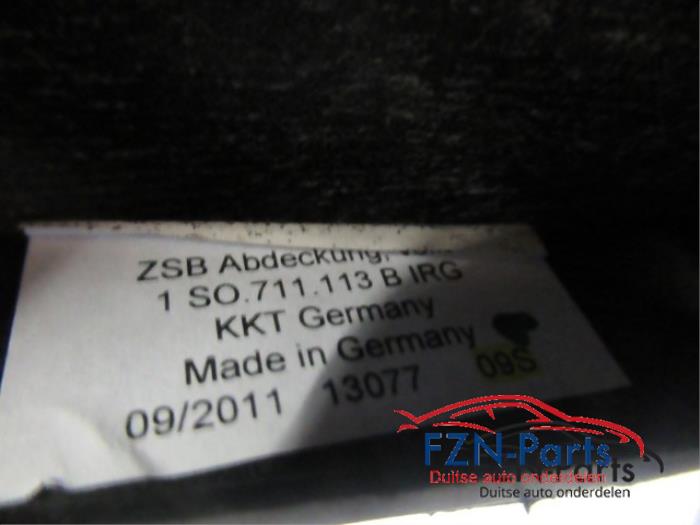 ZSB Abdeckung,
1 SO.711.113 B IRG
KKT Germany
Made in Germany
09/2011 13077 09S
FZN-Parts
Duitse auto onderdelen
Parts
Duitse auto onderdelen